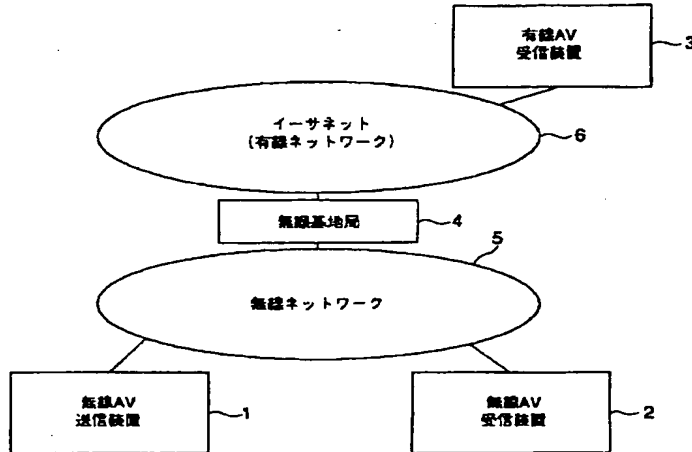 有線AV
受信装置
3
イーサネット
(有線ネットワーク)
6
無線基地局
4
5
無線ネットワーク
無線AV
送信装置
1
無線AV
受信装置
2